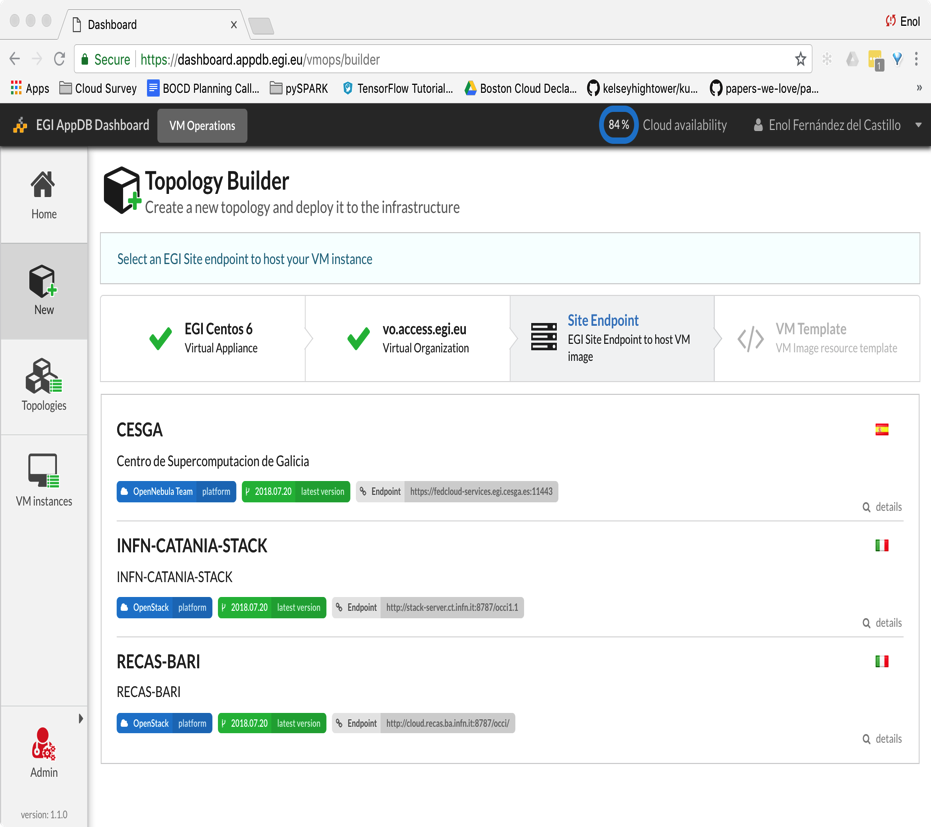 Dashboard
x
Enol
Secure
https://dashboard.appdb.egi.eu/vmops/builder
1
Apps
Cloud Survey
BOCD Planning Call...
pySPARK
TensorFlow Tutorial...
Boston Cloud Decla...
kelseyhightower/ku...
papers-we-love/pa...
»
EGI AppDB Dashboard
VM Operations
84 %
Cloud availability
Enol Fernández del Castillo
Home
New
Topologies
VM instances
Admin
version: 1.1.0
Topology Builder
Create a new topology and deploy it to the infrastructure
Select an EGI Site endpoint to host your VM instance
EGI Centos 6
Virtual Appliance
vo.access.egi.eu
Virtual Organization
Site Endpoint
EGI Site Endpoint to host VM
image
VM Template
VM Image resource template
CESGA
Centro de Supercomputacion de Galicia
OpenNebula Team platform
2018.07.20 latest version
Endpoint https://fedcloud-services.egi.cesga.es:11443
details
INFN-CATANIA-STACK
INFN-CATANIA-STACK
OpenStack platform
2018.07.20 latest version
Endpoint http://stack-server.ct.infn.it:8787/occi1.1
details
RECAS-BARI
RECAS-BARI
OpenStack platform
2018.07.20 latest version
Endpoint http://cloud.recas.ba.infn.it:8787/occi/
details